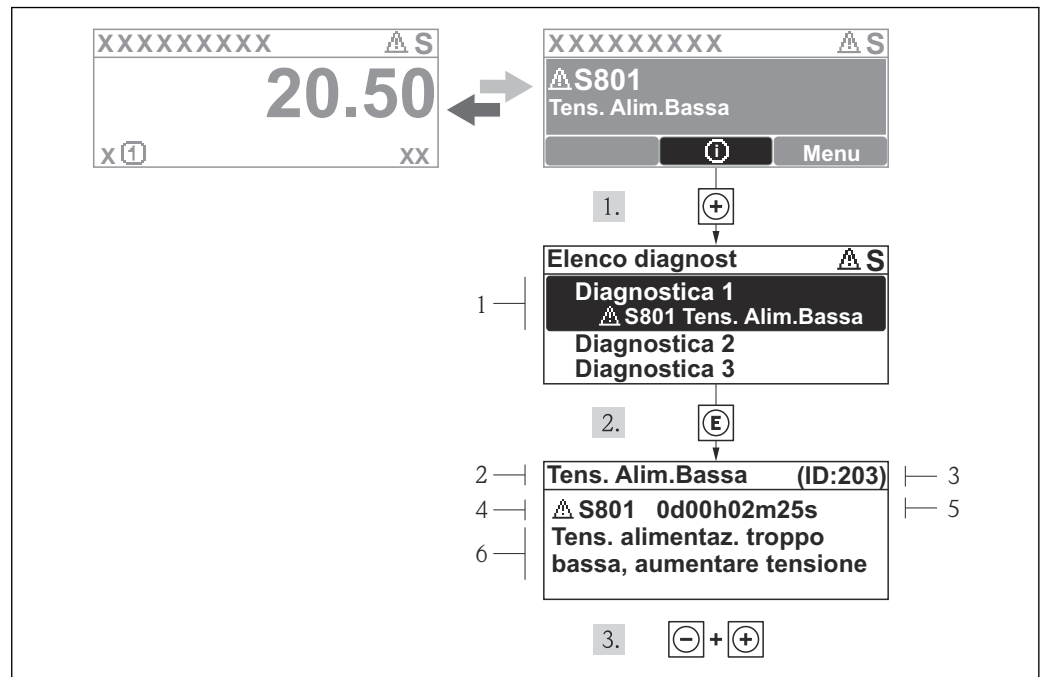 XXXXXXXXX ⚠ S
20.50
x ① xx
XXXXXXXXX ⚠ S
⚠ S801
Tens. Alim.Bassa
ⓘ Menu
1. +
Elenco diagnost ⚠ S
1
Diagnostica 1
⚠ S801 Tens. Alim.Bassa
Diagnostica 2
Diagnostica 3
2. E
2 Tens. Alim.Bassa (ID:203) 3
4 ⚠ S801 0d00h02m25s 5
6
Tens. alimentaz. troppo
bassa, aumentare tensione
3. - + +